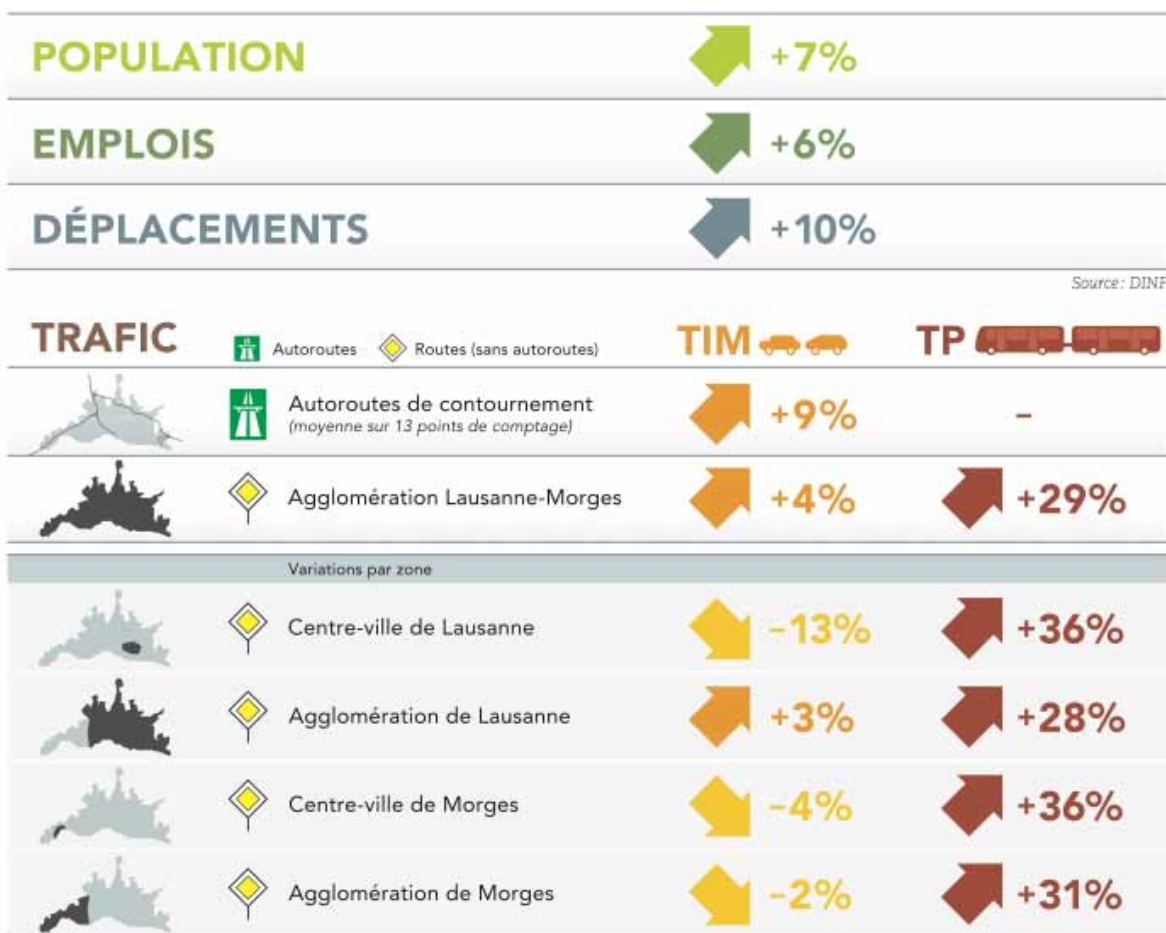 POPULATION +7%
EMPLOIS +6%
DÉPLACEMENTS +10%
Source: DINF
TRAFIC Autoroutes Routes (sans autoroutes) TIM TP
Autoroutes de contournement +9% –
(moyenne sur 13 points de comptage)
Agglomération Lausanne-Morges +4% +29%
Variations par zone
Centre-ville de Lausanne –13% +36%
Agglomération de Lausanne +3% +28%
Centre-ville de Morges –4% +36%
Agglomération de Morges –2% +31%